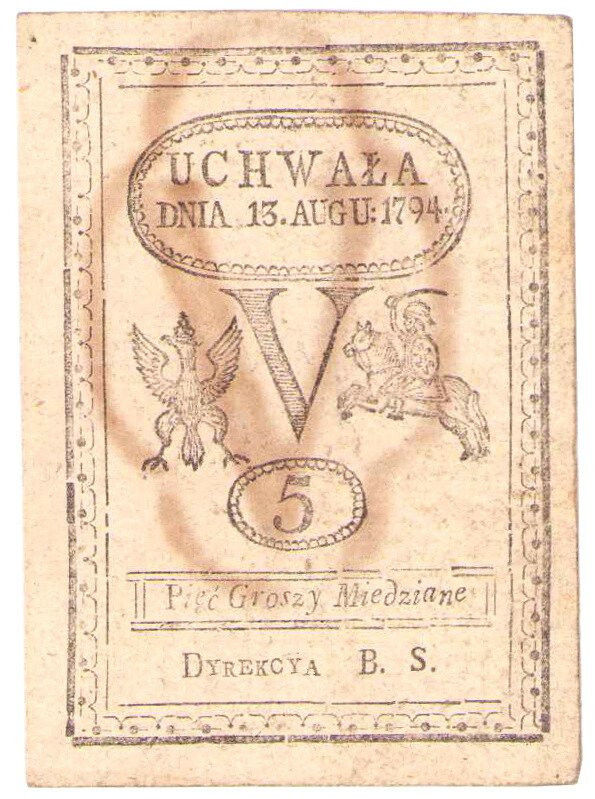 UCHWAŁA
DNIA 13. AUGU: 1794.
V
5
Pięć Groszy Miedziane
DYREKCYA B. S.